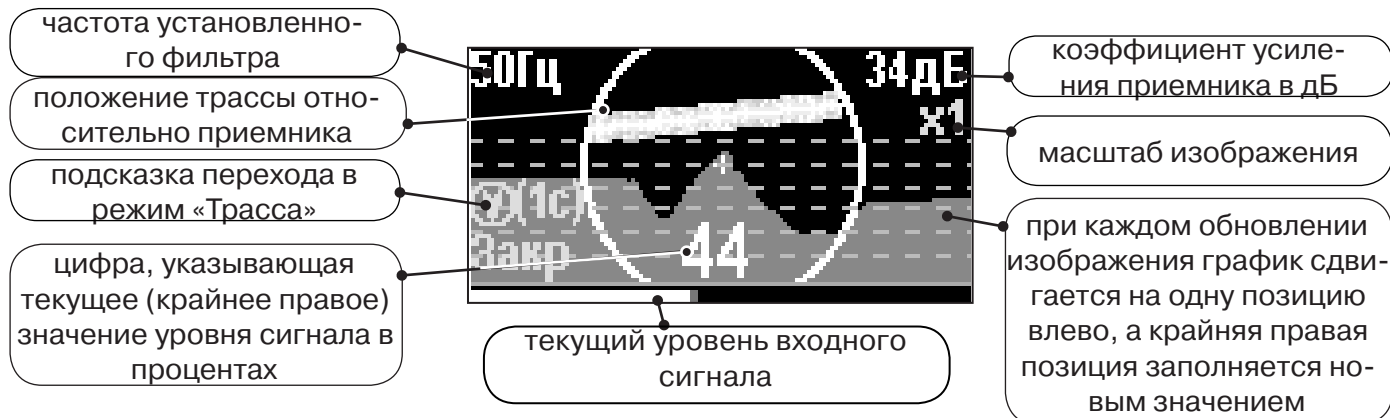 частота установленно-
го фильтра
положение трассы отно-
сительно приемника
подсказка перехода в
режим «Трасса»
цифра, указывающая
текущее (крайнее правое)
значение уровня сигнала в
процентах
50Гц
34дБ
x1
(1с)
Закр
44
текущий уровень входного
сигнала
коэффициент усиле-
ния приемника в дБ
масштаб изображения
при каждом обновлении
изображения график сдви-
гается на одну позицию
влево, а крайняя правая
позиция заполняется но-
вым значением